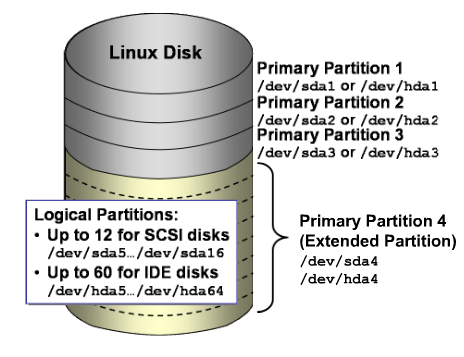 Linux Disk
Primary Partition 1
/dev/sda1 or /dev/hda1
Primary Partition 2
/dev/sda2 or /dev/hda2
Primary Partition 3
/dev/sda3 or /dev/hda3
Logical Partitions:
• Up to 12 for SCSI disks
/dev/sda5…/dev/sda16
• Up to 60 for IDE disks
/dev/hda5…/dev/hda64
Primary Partition 4
(Extended Partition)
/dev/sda4
/dev/hda4